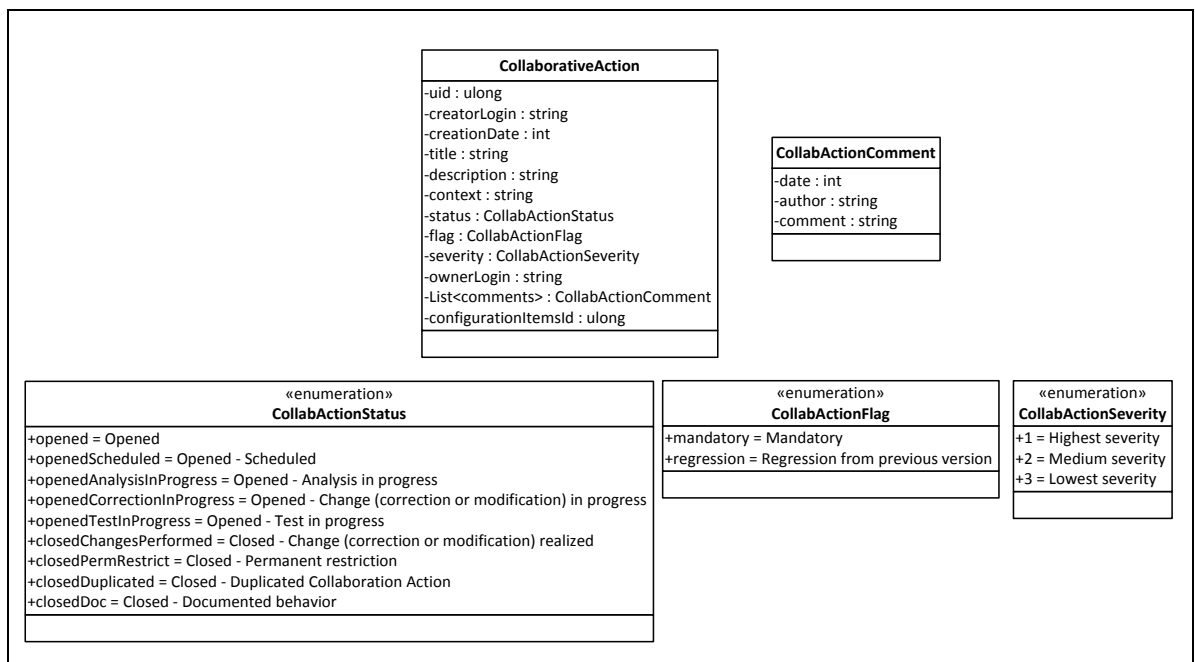 CollaborativeAction
-uid : ulong
-creatorLogin : string
-creationDate : int
-title : string
-description : string
-context : string
-status : CollabActionStatus
-flag : CollabActionFlag
-severity : CollabActionSeverity
-ownerLogin : string
-List<comments> : CollabActionComment
-configurationItemsId : ulong
CollabActionComment
-date : int
-author : string
-comment : string
«enumeration»
CollabActionStatus
+opened = Opened
+openedScheduled = Opened - Scheduled
+openedAnalysisInProgress = Opened - Analysis in progress
+openedCorrectionInProgress = Opened - Change (correction or modification) in progress
+openedTestInProgress = Opened - Test in progress
+closedChangesPerformed = Closed - Change (correction or modification) realized
+closedPermRestrict = Closed - Permanent restriction
+closedDuplicated = Closed - Duplicated Collaboration Action
+closedDoc = Closed - Documented behavior
«enumeration»
CollabActionFlag
+mandatory = Mandatory
+regression = Regression from previous version
«enumeration»
CollabActionSeverity
+1 = Highest severity
+2 = Medium severity
+3 = Lowest severity